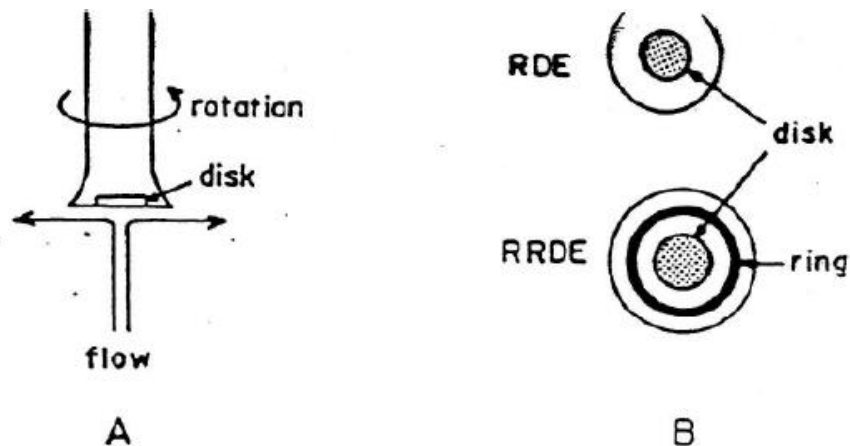 rotation
disk
flow
A
RDE
disk
RRDE
ring
B